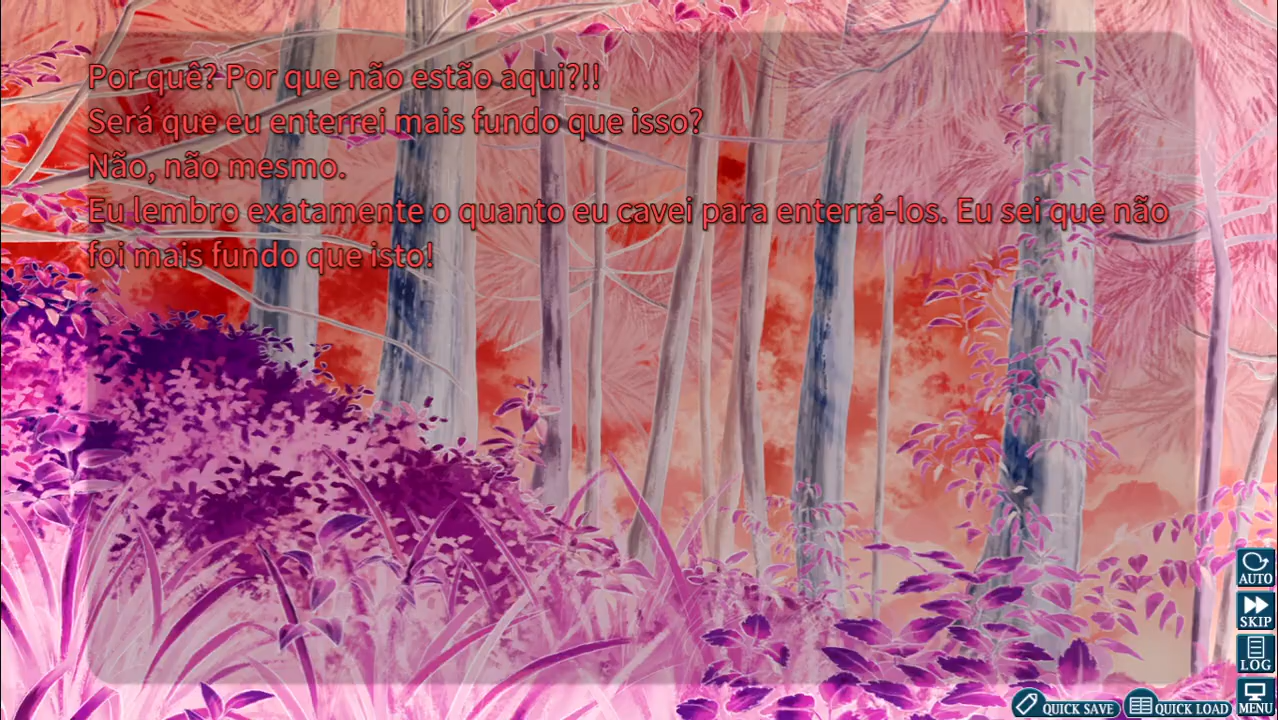 Por quê? Por que não estão aqui?!!
Será que eu enterrei mais fundo que isso?
Não, não mesmo.
Eu lembro exatamente o quanto eu cavei para enterrá-los. Eu sei que não
foi mais fundo que isto!
AUTO
SKIP
LOG
MENU
QUICK SAVE
QUICK LOAD